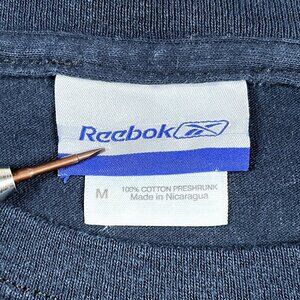 Reebok
M
100% COTTON PRESHRUNK
Made in Nicaragua